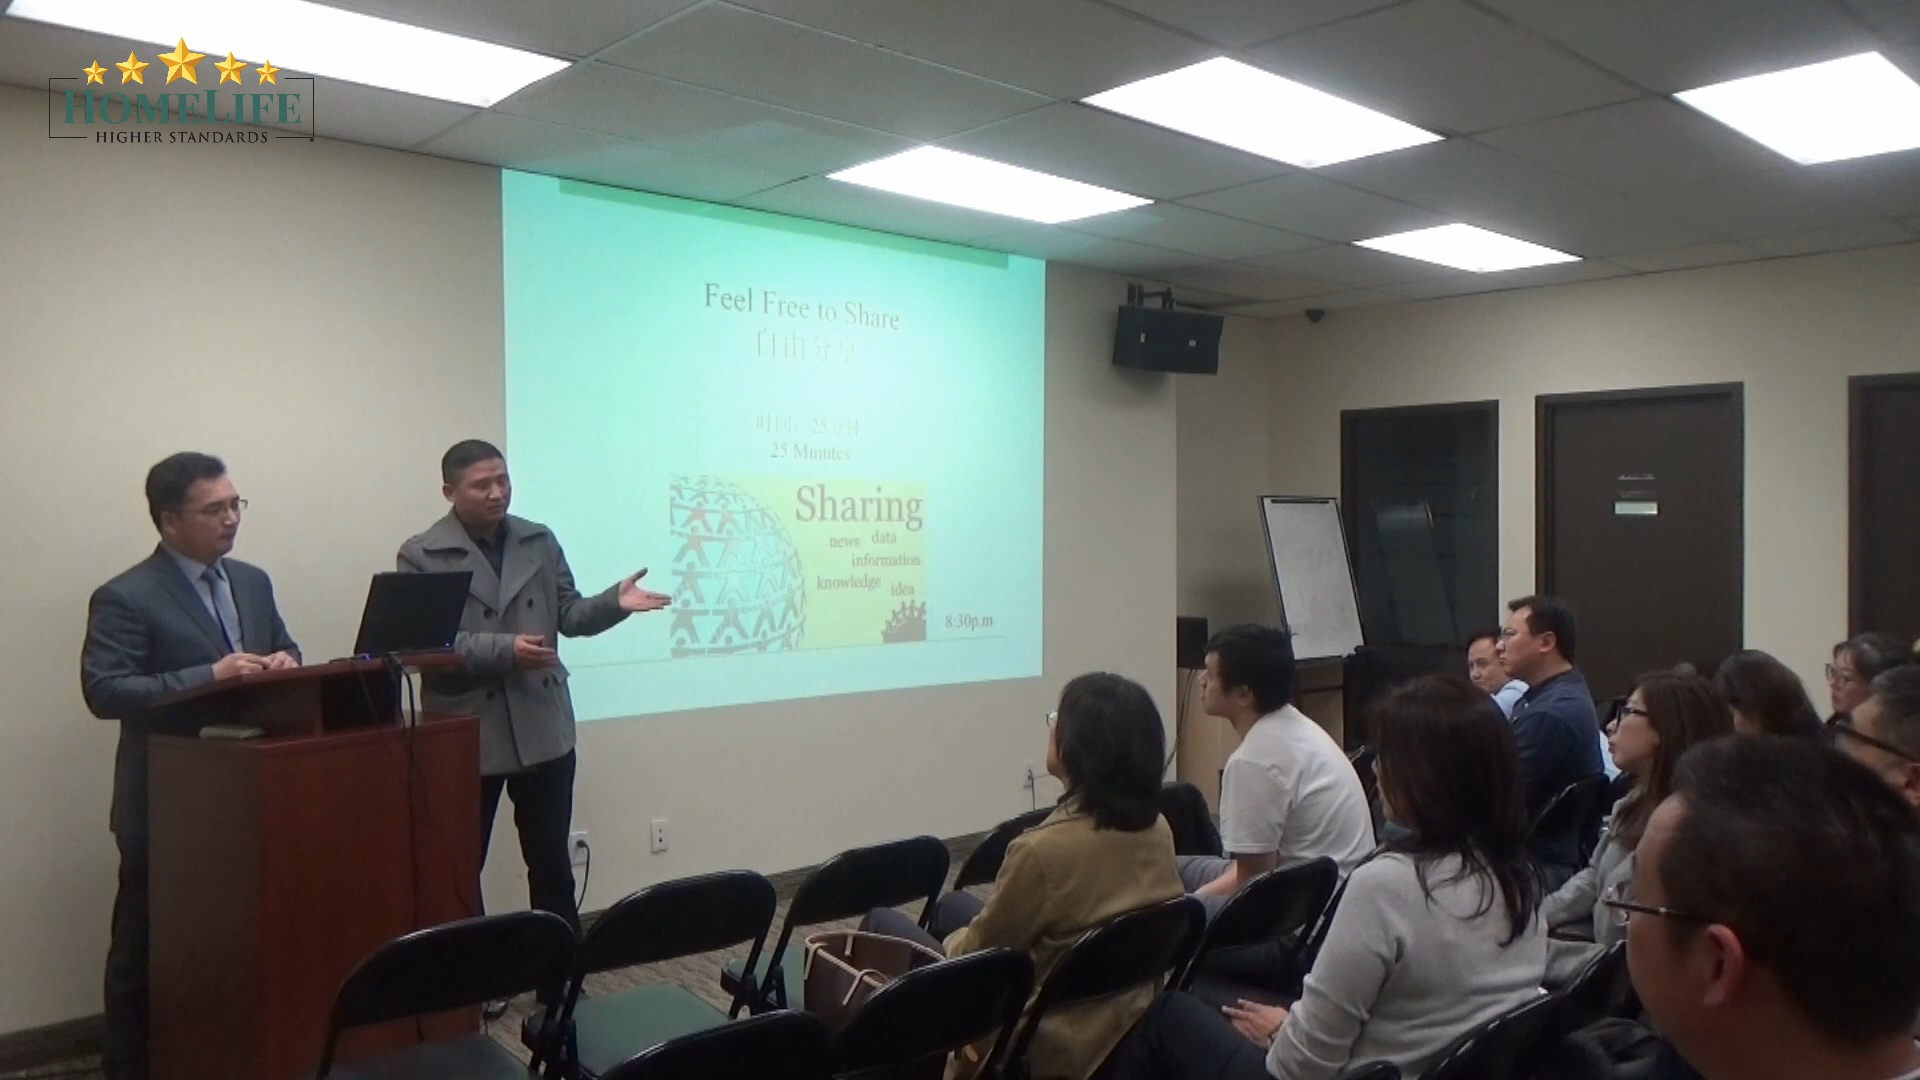 HOMELIFE
HIGHER STANDARDS
Feel Free to Share
自由分享
时间：25分钟
25 Minutes
Sharing
news data
information
knowledge idea
8:30p.m